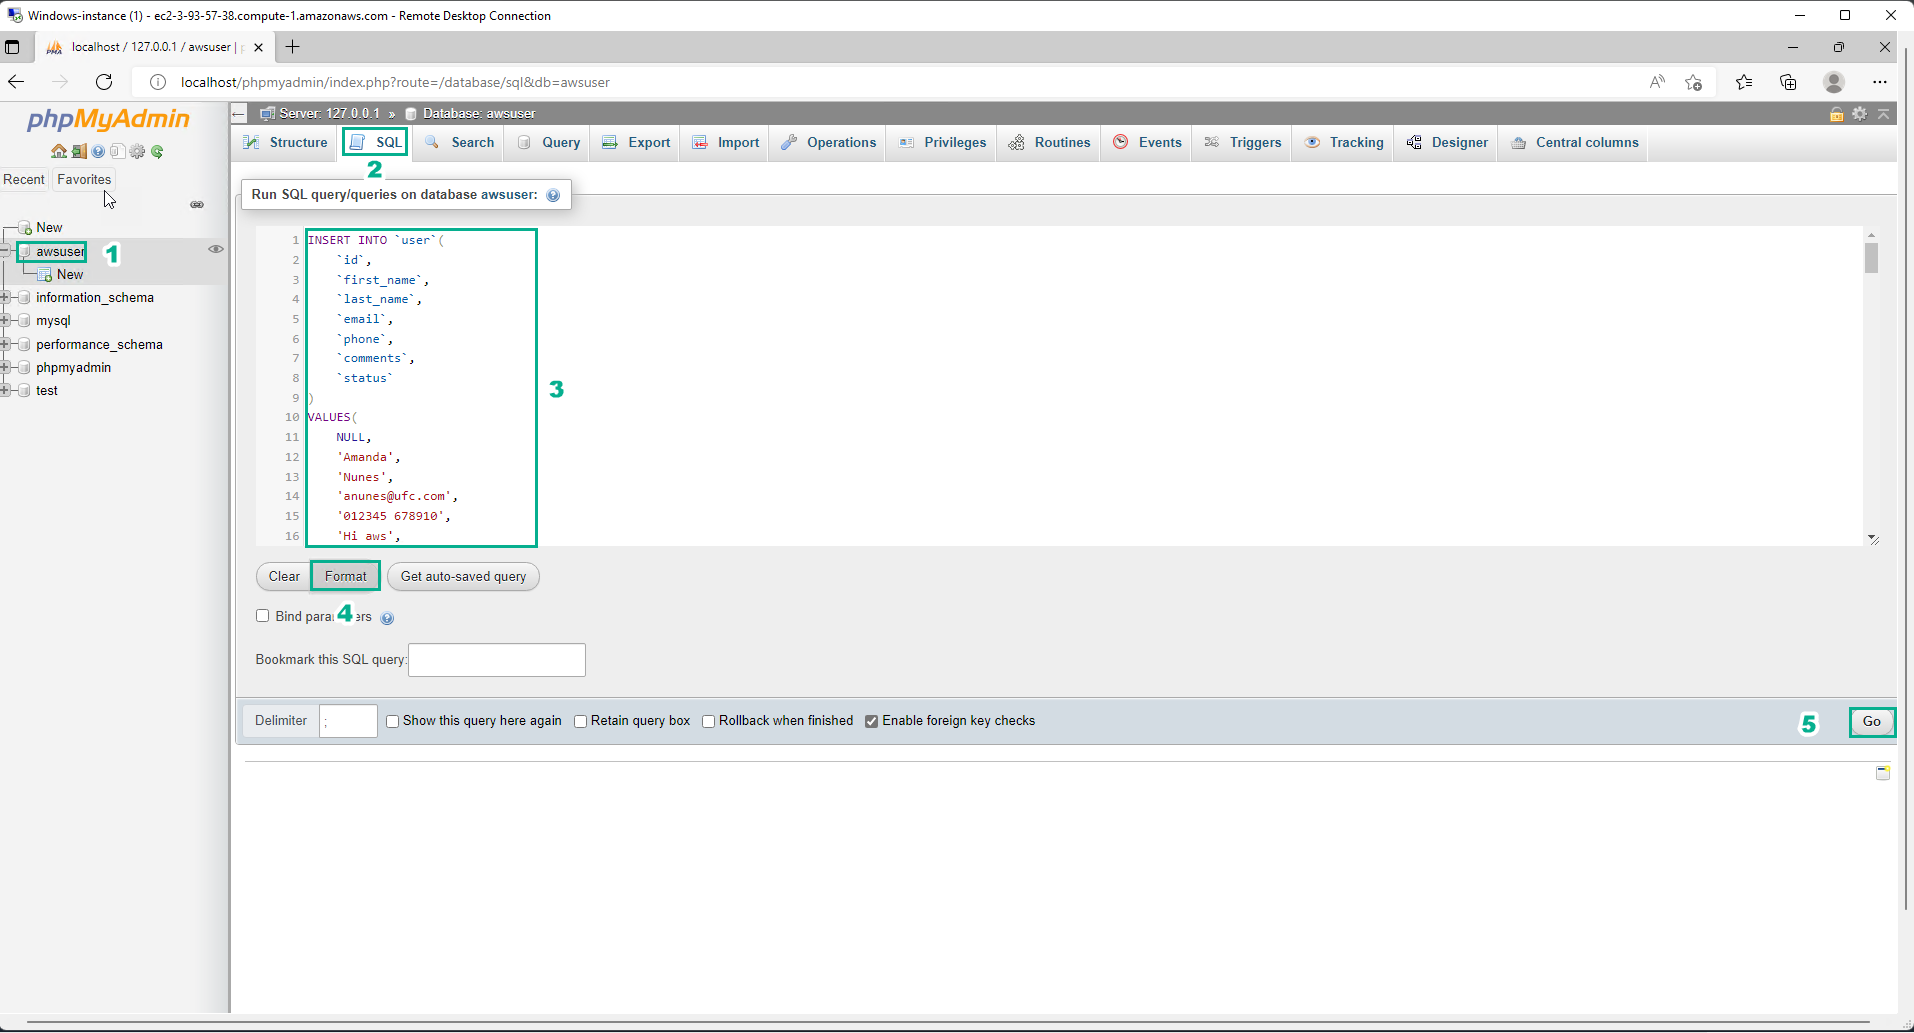 Windows-instance (1) - ec2-3-93-57-38.compute-1.amazonaws.com - Remote Desktop Connection
PMA localhost / 127.0.0.1 / awsuser | p
localhost/phpmyadmin/index.php?route=/database/sql&db=awsuser
phpMyAdmin
Recent Favorites
New
awsuser 1
New
information_schema
mysql
performance_schema
phpmyadmin
test
Server: 127.0.0.1 » Database: awsuser
Structure SQL Search Query Export Import Operations Privileges Routines Events Triggers Tracking Designer Central columns
2
Run SQL query/queries on database awsuser:
1 INSERT INTO `user`(
2 `id`,
3 `first_name`,
4 `last_name`,
5 `email`,
6 `phone`,
7 `comments`,
8 `status`
9 )
10 VALUES(
11 NULL,
12 'Amanda',
13 'Nunes',
14 'anunes@ufc.com',
15 '012345 678910',
16 'Hi aws',
3
Clear Format Get auto-saved query
4
Bind para ers
Bookmark this SQL query:
Delimiter ; Show this query here again Retain query box Rollback when finished Enable foreign key checks 5 Go